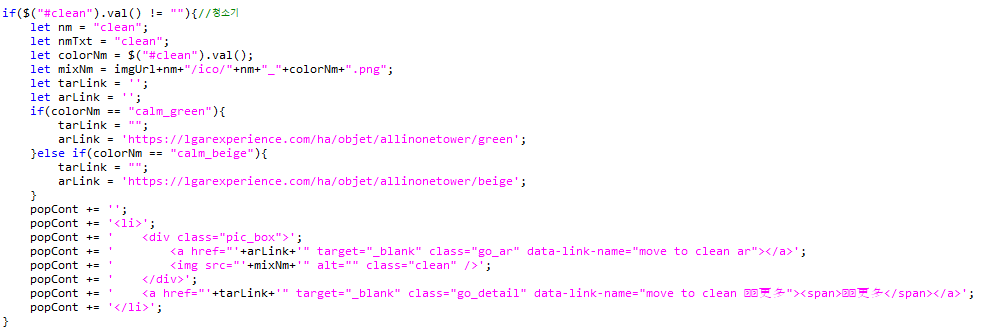 if($("#clean").val() != ""){//청소기
    let nm = "clean";
    let nmTxt = "clean";
    let colorNm = $("#clean").val();
    let mixNm = imgUrl+nm+"/ico/"+nm+"_"+colorNm+".png";
    let tarLink = '';
    let arLink = '';
    if(colorNm == "calm_green"){
        tarLink = "";
        arLink = 'https://lgarexperience.com/ha/objet/allinonetower/green';
    }else if(colorNm == "calm_beige"){
        tarLink = "";
        arLink = 'https://lgarexperience.com/ha/objet/allinonetower/beige';
    }
    popCont += '';
    popCont += '<li>';
    popCont += '    <div class="pic_box">';
    popCont += '        <a href="'+arLink+'" target="_blank" class="go_ar" data-link-name="move to clean ar"></a>';
    popCont += '        <img src="'+mixNm+'" alt="" class="clean" />';
    popCont += '    </div>';
    popCont += '    <a href="'+tarLink+'" target="_blank" class="go_detail" data-link-name="move to clean 更多"><span>更多</span></a>';
    popCont += '</li>';
}